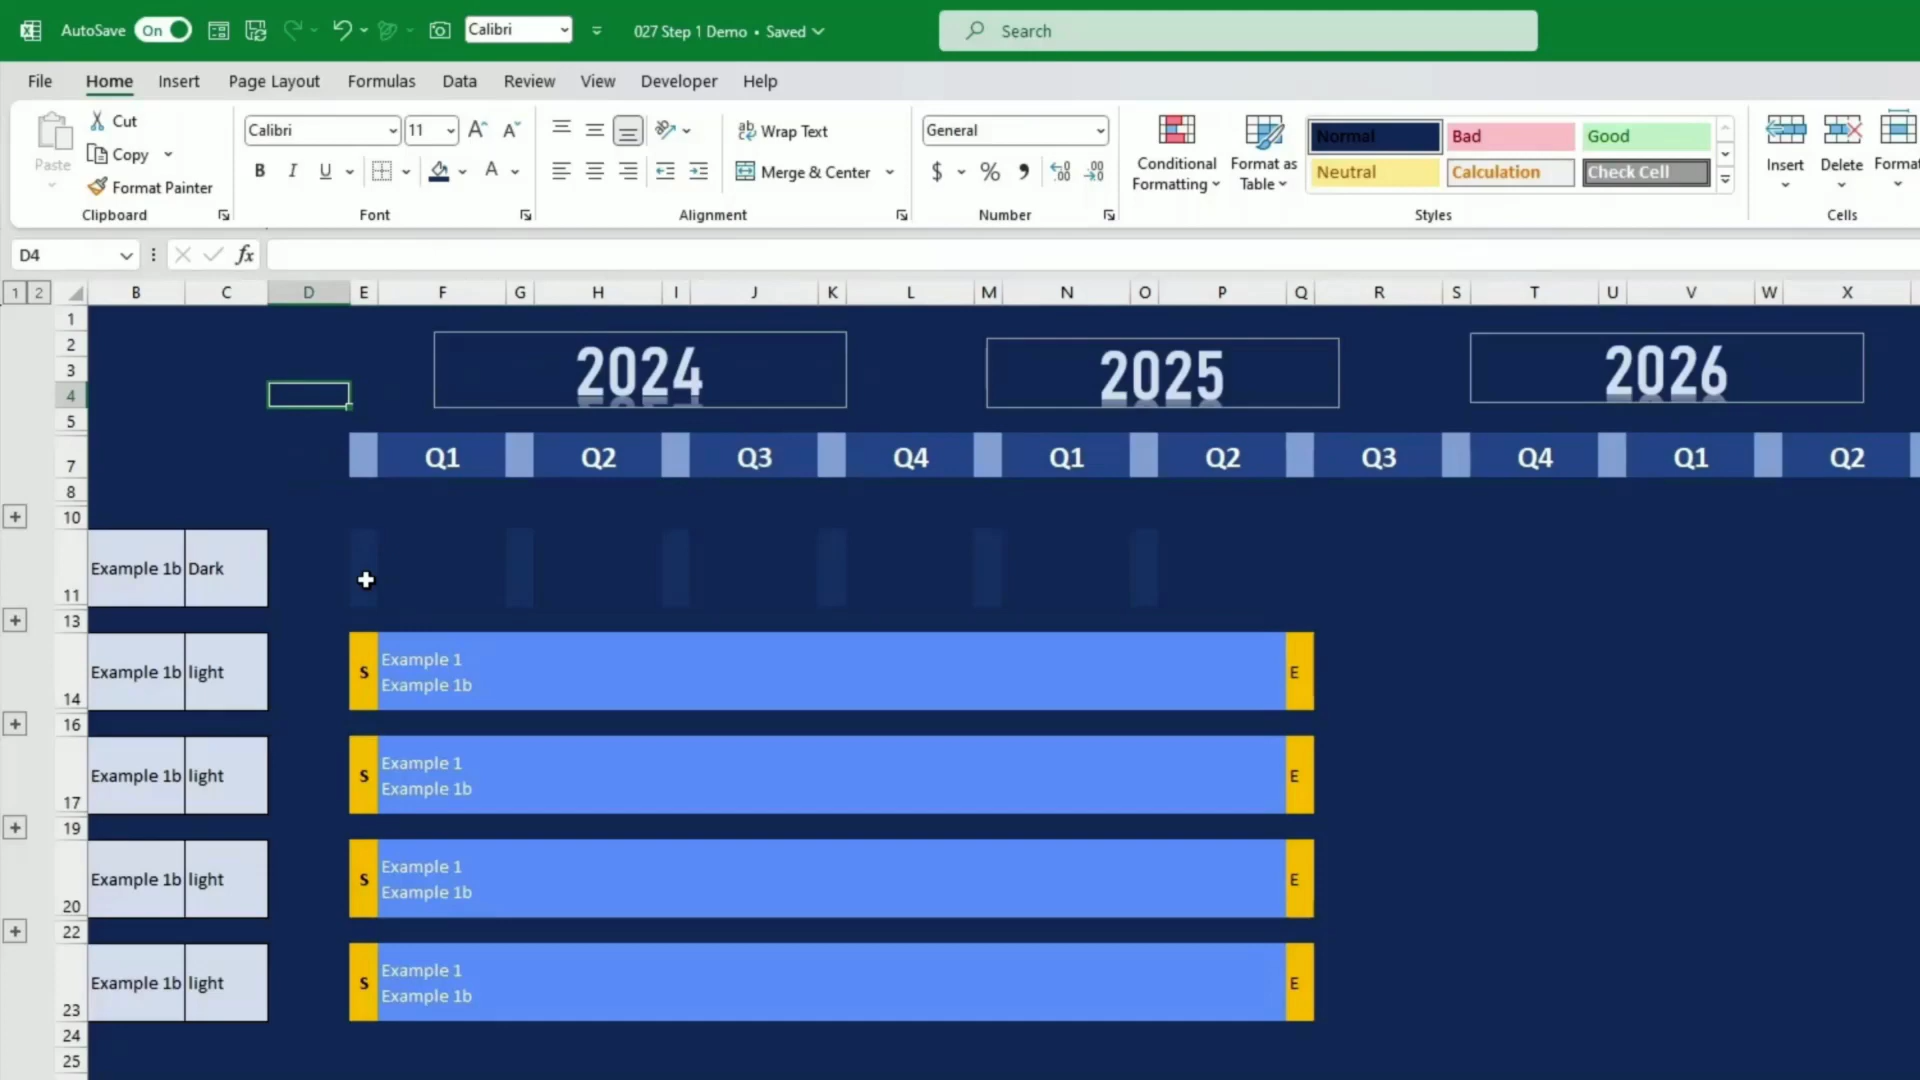 AutoSave On Calibri 027 Step 1 Demo • Saved Search
File Home Insert Page Layout Formulas Data Review View Developer Help
Paste
Cut
Copy
Format Painter
Clipboard
Calibri 11
B I U A
Font
Wrap Text
Merge & Center
Alignment
General
$ % 9
Number
Conditional Formatting
Format as Table
Normal Bad Good
Neutral Calculation Check Cell
Styles
Insert Delete Format
Cells
D4 fx
1 2 B C D E F G H I J K L M N O P Q R S T U V W X
1
2
3
4
5
7
8
10
11
13
14
16
17
19
20
22
23
24
25
2024 2025 2026
Q1 Q2 Q3 Q4 Q1 Q2 Q3 Q4 Q1 Q2
Example 1b Dark
Example 1b light S Example 1
Example 1b E
Example 1b light S Example 1
Example 1b E
Example 1b light S Example 1
Example 1b E
Example 1b light S Example 1
Example 1b E